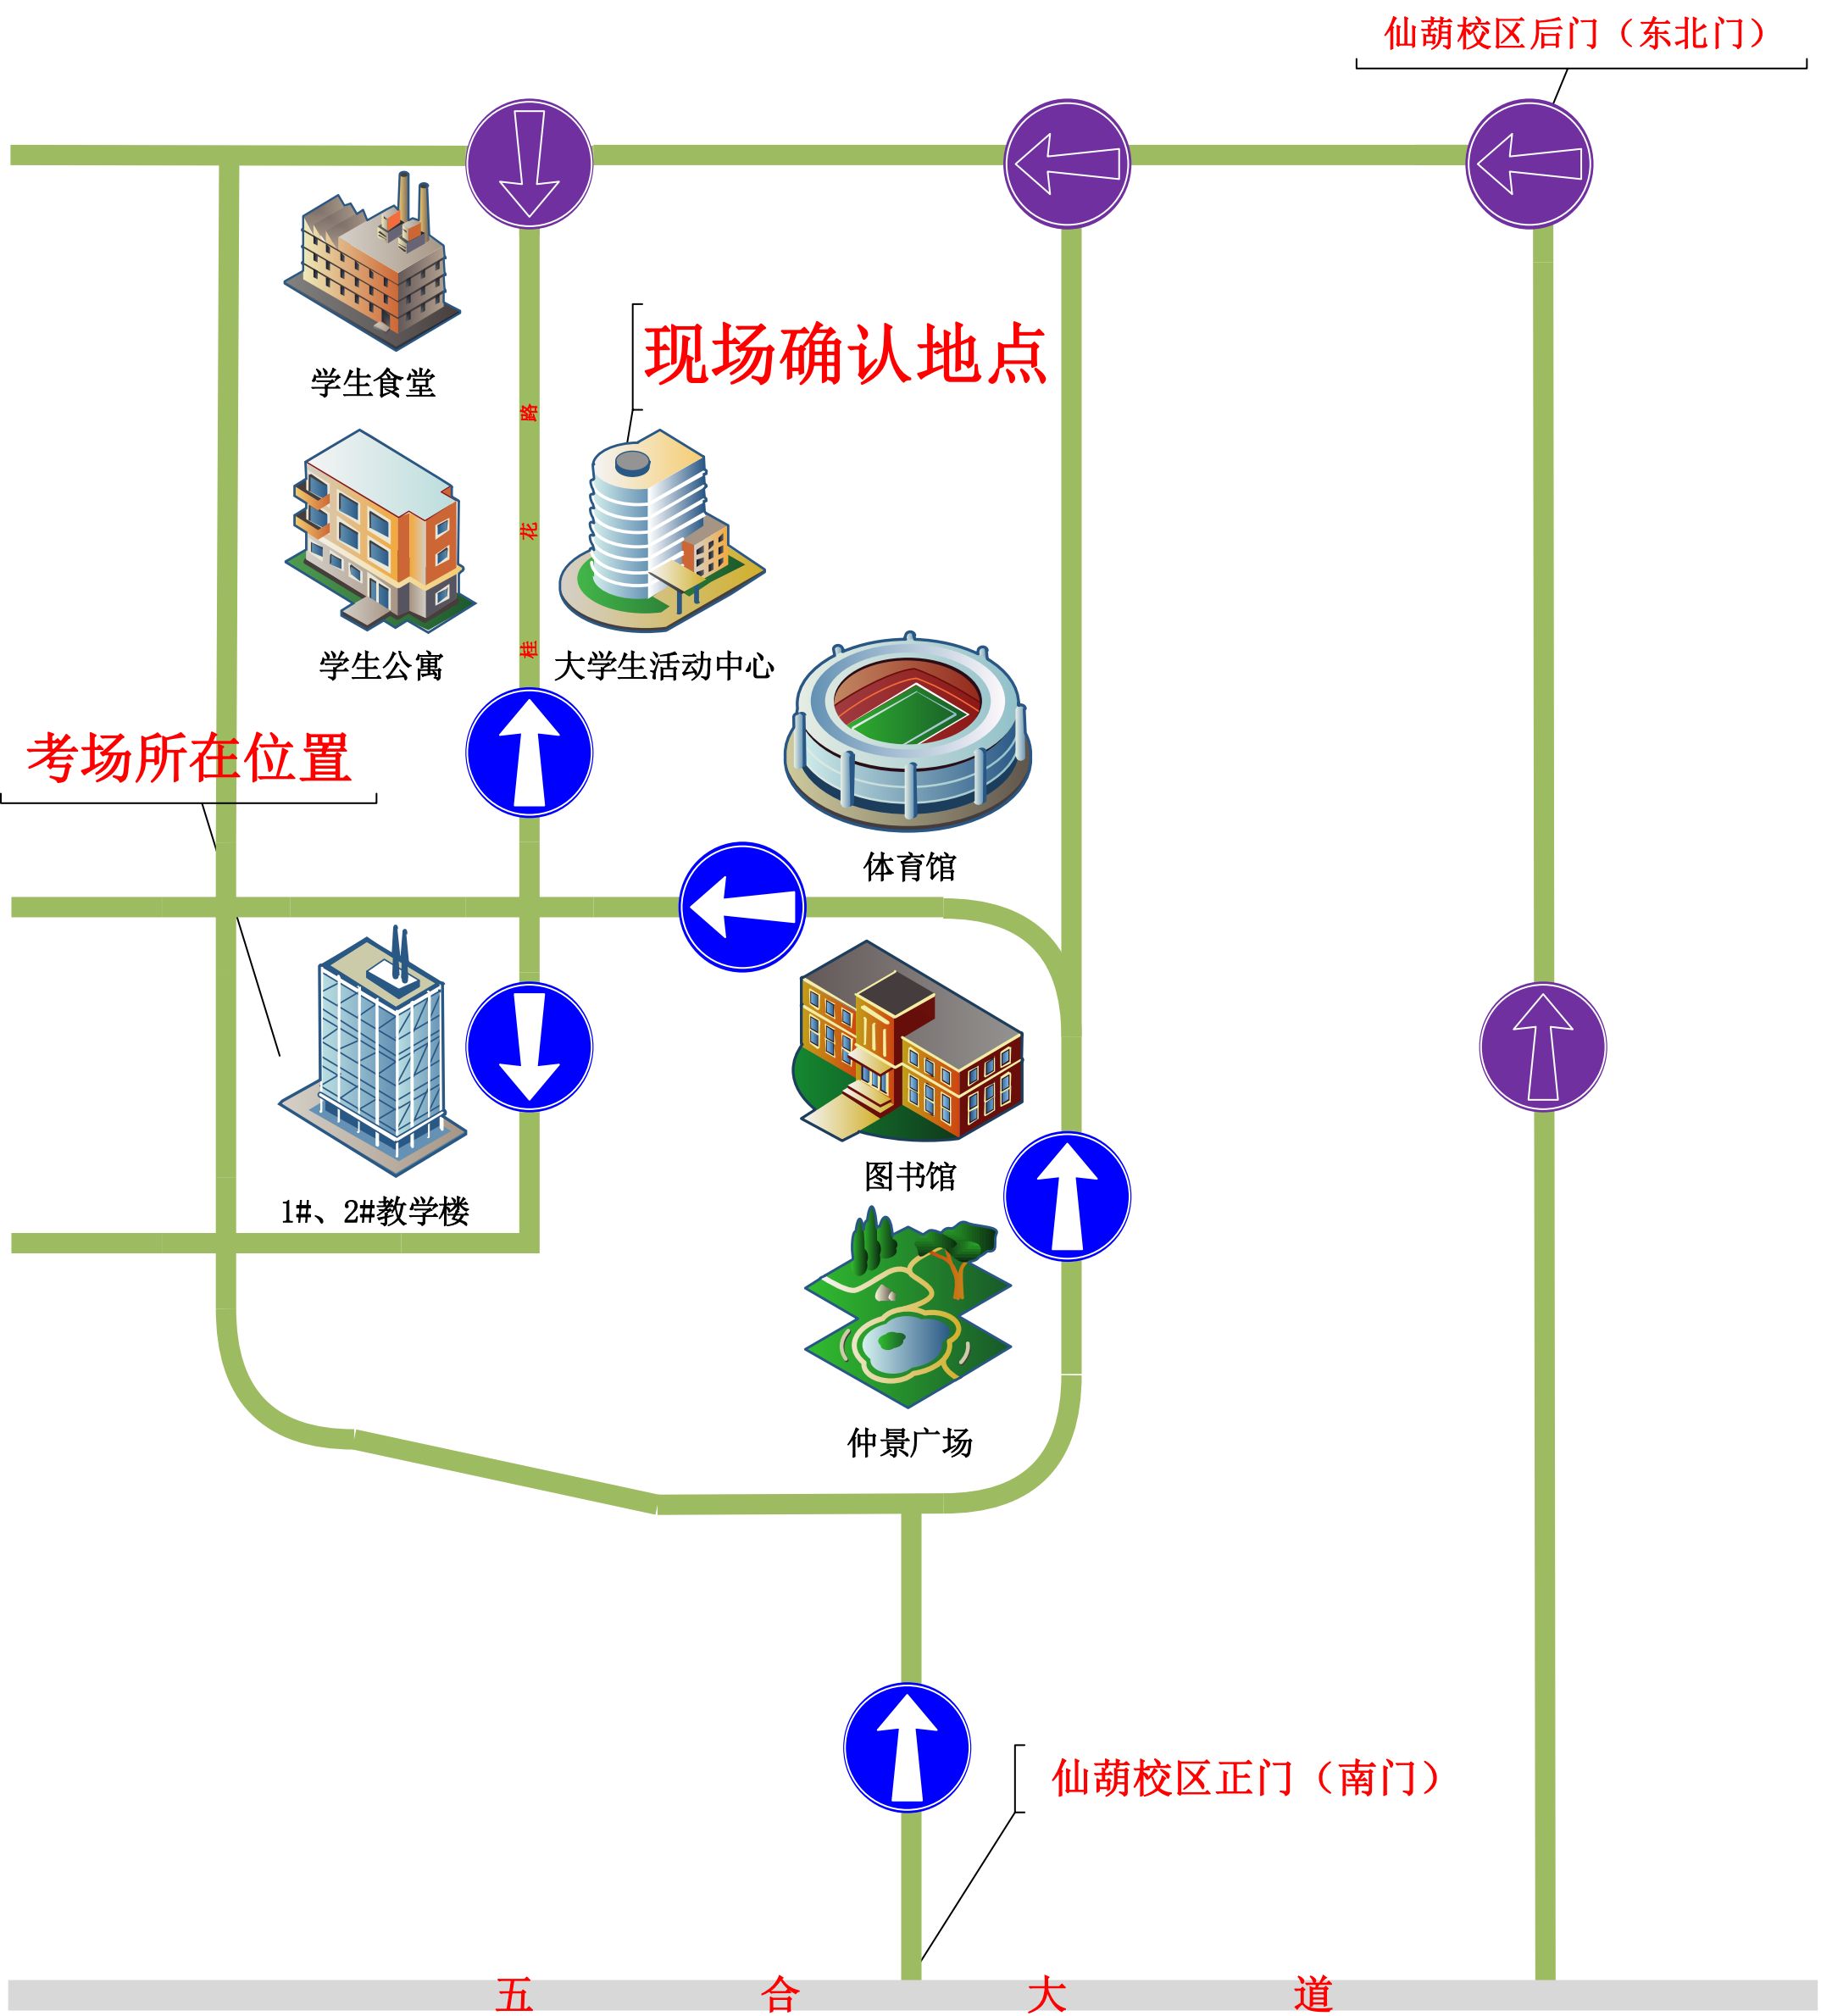 仙葫校区后门（东北门）
现场确认地点
学生食堂
路
花
桂
学生公寓
大学生活动中心
考场所在位置
体育馆
图书馆
1#、2#教学楼
仲景广场
仙葫校区正门（南门）
五合大道